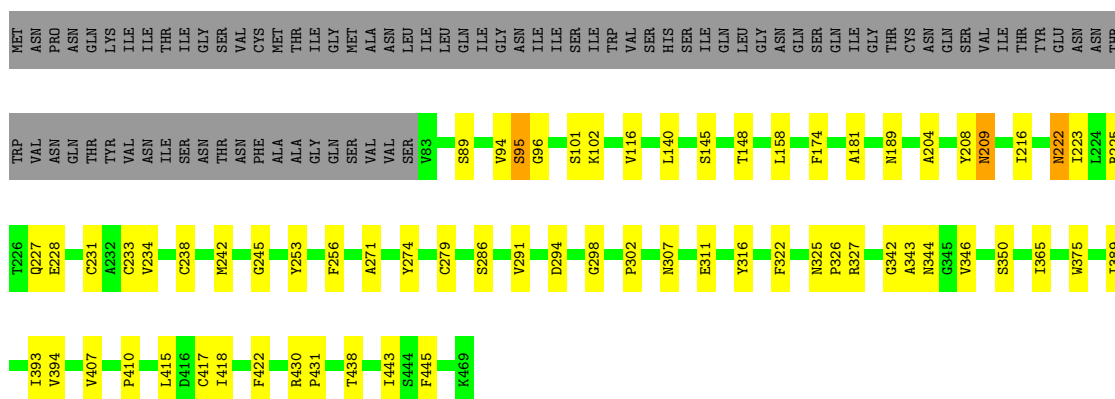 MET ASN PRO ASN GLN LYS ILE ILE THR ILE GLY SER VAL CYS MET THR ILE GLY MET ALA ASN LEU ILE LEU GLN ILE GLY ASN ILE ILE SER ILE TRP VAL SER HIS SER ILE GLN LEU GLY ASN GLN SER GLN ILE GLY THR CYS ASN GLN SER VAL ILE THR TYR GLU ASN ASN THR
TRP VAL ASN GLN THR TYR VAL ASN ILE SER ASN THR ASN PHE ALA ALA GLY GLN SER VAL VAL SER V83 S89 V94 S95 G96 S101 K102 V116 L140 S145 T148 L158 F174 A181 N189 A204 Y208 N209 I216 N222 I223 L224
T226 Q227 E228 C231 A232 C233 V234 C238 M242 G245 Y253 F256 A271 Y274 C279 S286 V291 D294 G298 P302 N307 E311 Y316 F322 N325 P326 R327 G342 A343 N344 G345 V346 S350 I365 W375
I393 V394 V407 P410 L415 D416 C417 I418 F422 R430 P431 T438 I443 S444 F445 K469